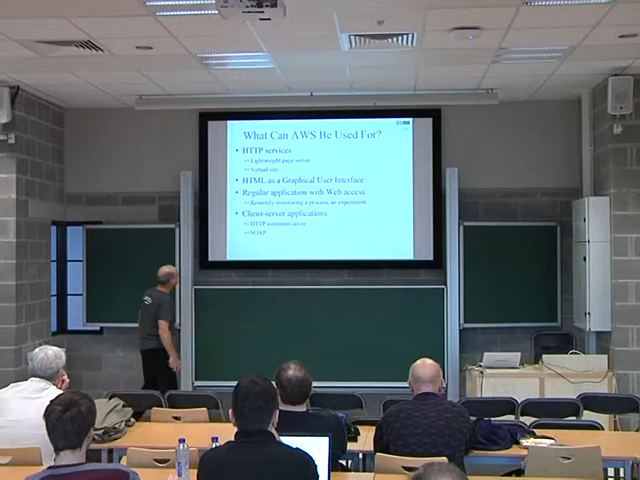 What Can AWS Be Used For?
• HTTP services
Lightweight page server
Virtual site
• HTML as a Graphical User Interface
• Regular application with Web access
Remotely monitoring a process, an experiment
• Client-server applications
HTTP communication
SOAP